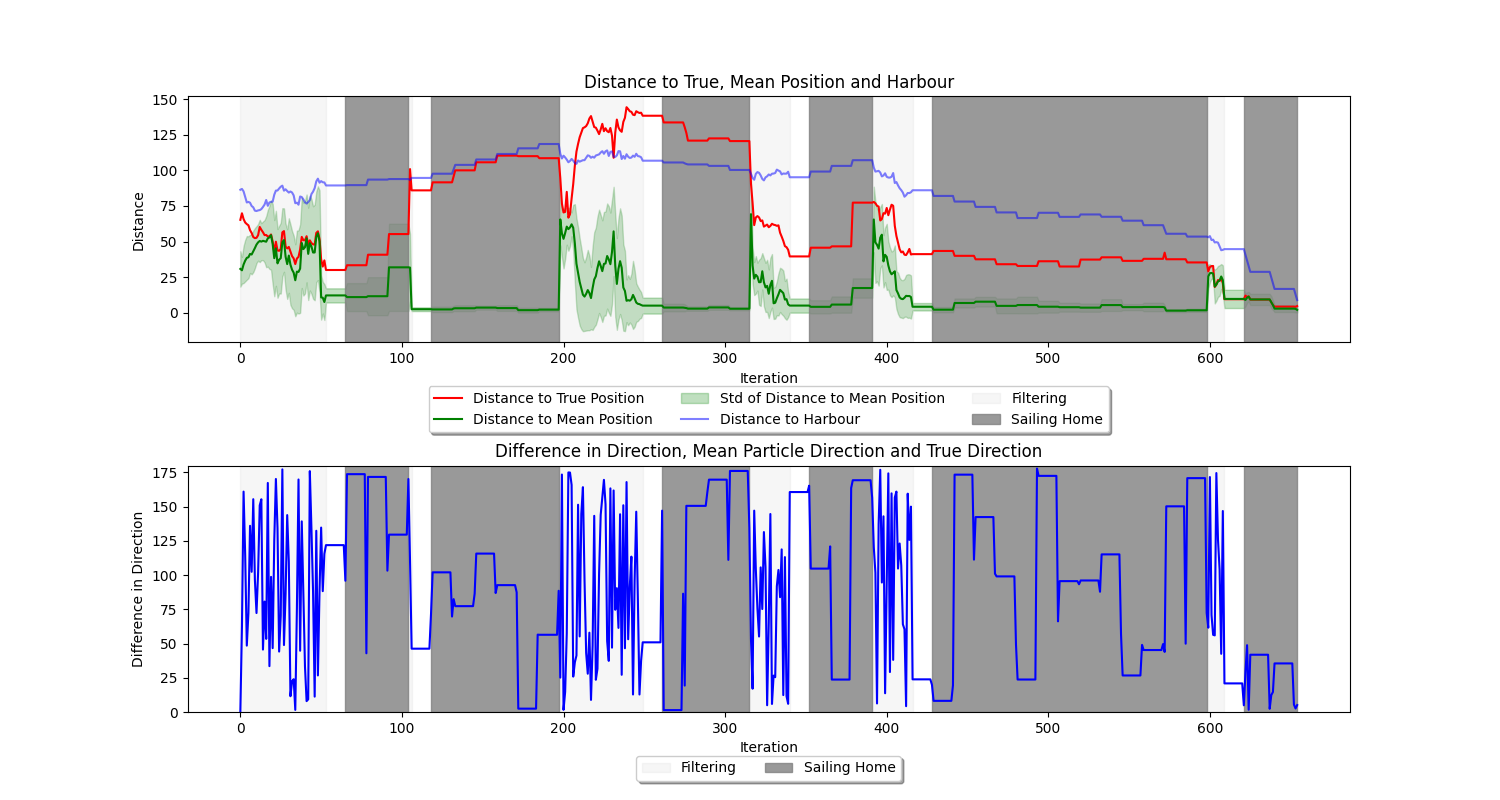 Distance to True, Mean Position and Harbour
150
125
100
75
50
25
0
Distance
0 100 200 300 400 500 600
Iteration
Distance to True Position Std of Distance to Mean Position Filtering
Distance to Mean Position Distance to Harbour Sailing Home
Difference in Direction, Mean Particle Direction and True Direction
175
150
125
100
75
50
25
0
Difference in Direction
0 100 200 300 400 500 600
Iteration
Filtering Sailing Home